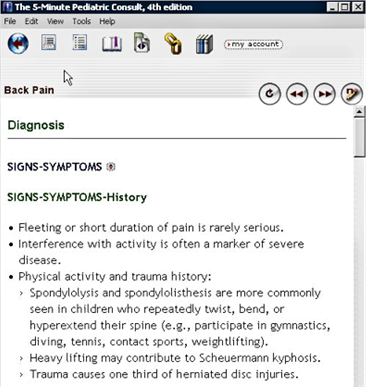 The 5-Minute Pediatric Consult, 4th edition
File Edit View Tools Help
my account
Back Pain
Diagnosis
SIGNS-SYMPTOMS
SIGNS-SYMPTOMS-History
• Fleeting or short duration of pain is rarely serious.
• Interference with activity is often a marker of severe
disease.
• Physical activity and trauma history:
› Spondylolysis and spondylolisthesis are more commonly
seen in children who repeatedly twist, bend, or
hyperextend their spine (e.g., participate in gymnastics,
diving, tennis, contact sports, weightlifting).
› Heavy lifting may contribute to Scheuermann kyphosis.
› Trauma causes one third of herniated disc injuries.